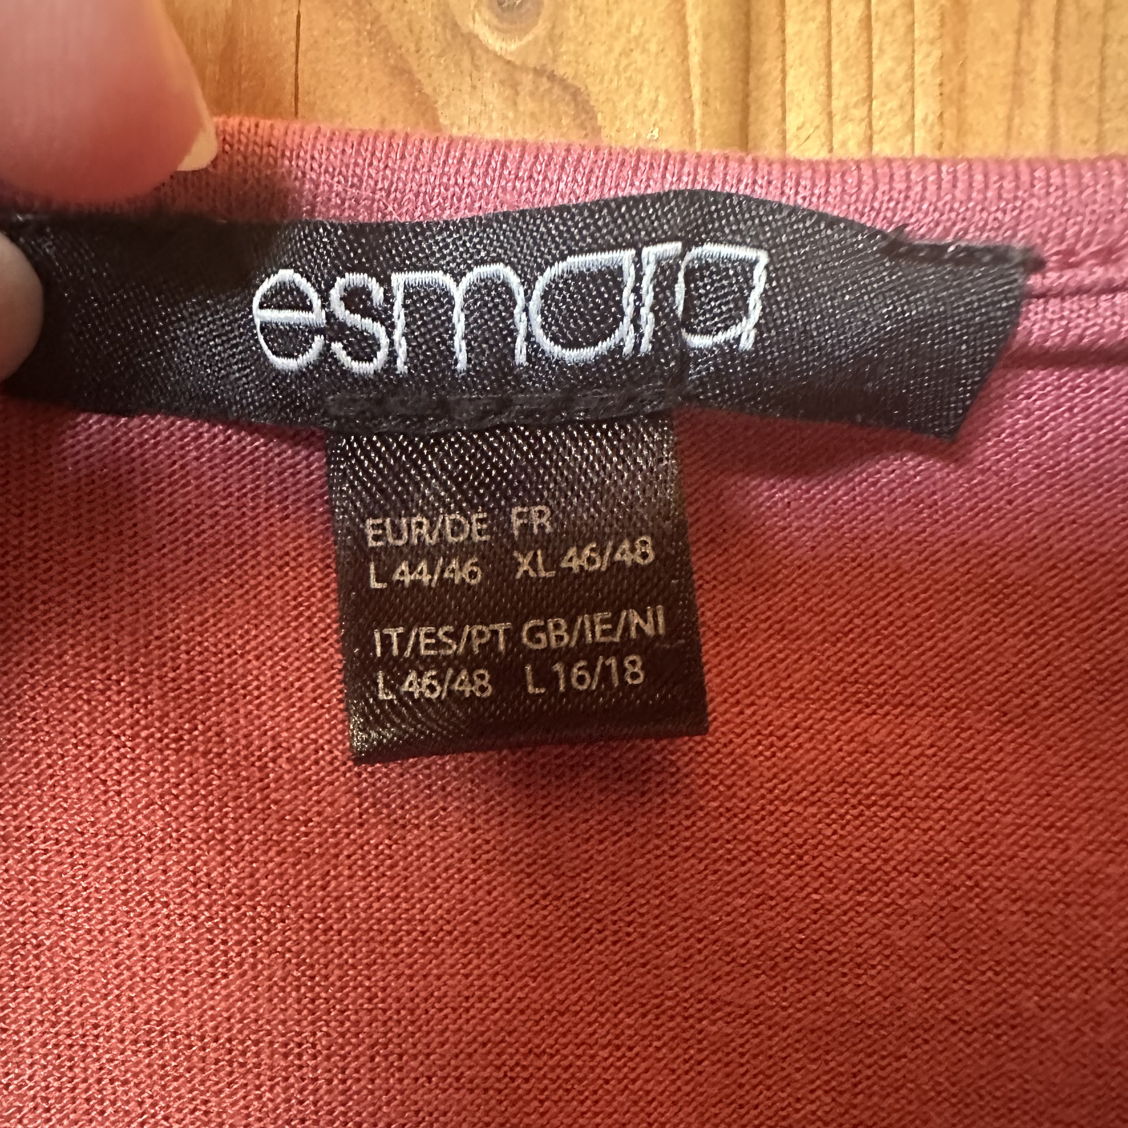 esmara
EUR/DE FR
L 44/46 XL 46/48
IT/ES/PT GB/IE/NI
L 46/48 L 16/18